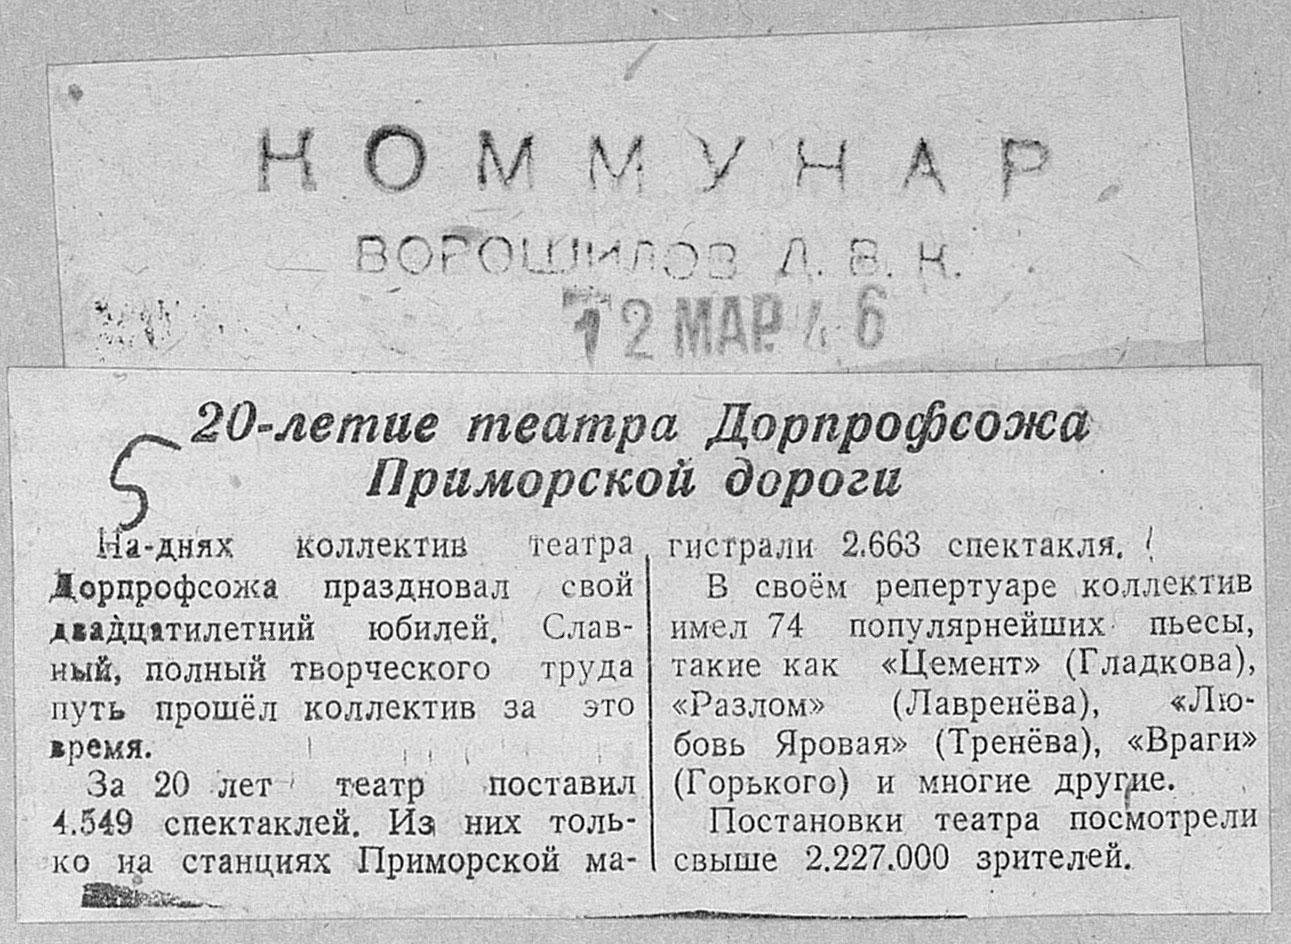 КОММУНАР
ВОРОШИЛОВ Д. В. К.
12 МАР. 46
5
20-летие театра Дорпрофсожа
Приморской дороги
На-днях коллектив театра
Дорпрофсожа праздновал свой
двадцатилетний юбилей. Слав-
ный, полный творческого труда
путь прошёл коллектив за это
время.
За 20 лет театр поставил
4.549 спектаклей. Из них толь-
ко на станциях Приморской ма-
гистрали 2.663 спектакля.
В своём репертуаре коллектив
имел 74 популярнейших пьесы,
такие как «Цемент» (Гладкова),
«Разлом» (Лавренёва), «Лю-
бовь Яровая» (Тренёва), «Враги»
(Горького) и многие другие.
Постановки театра посмотрели
свыше 2.227.000 зрителей.